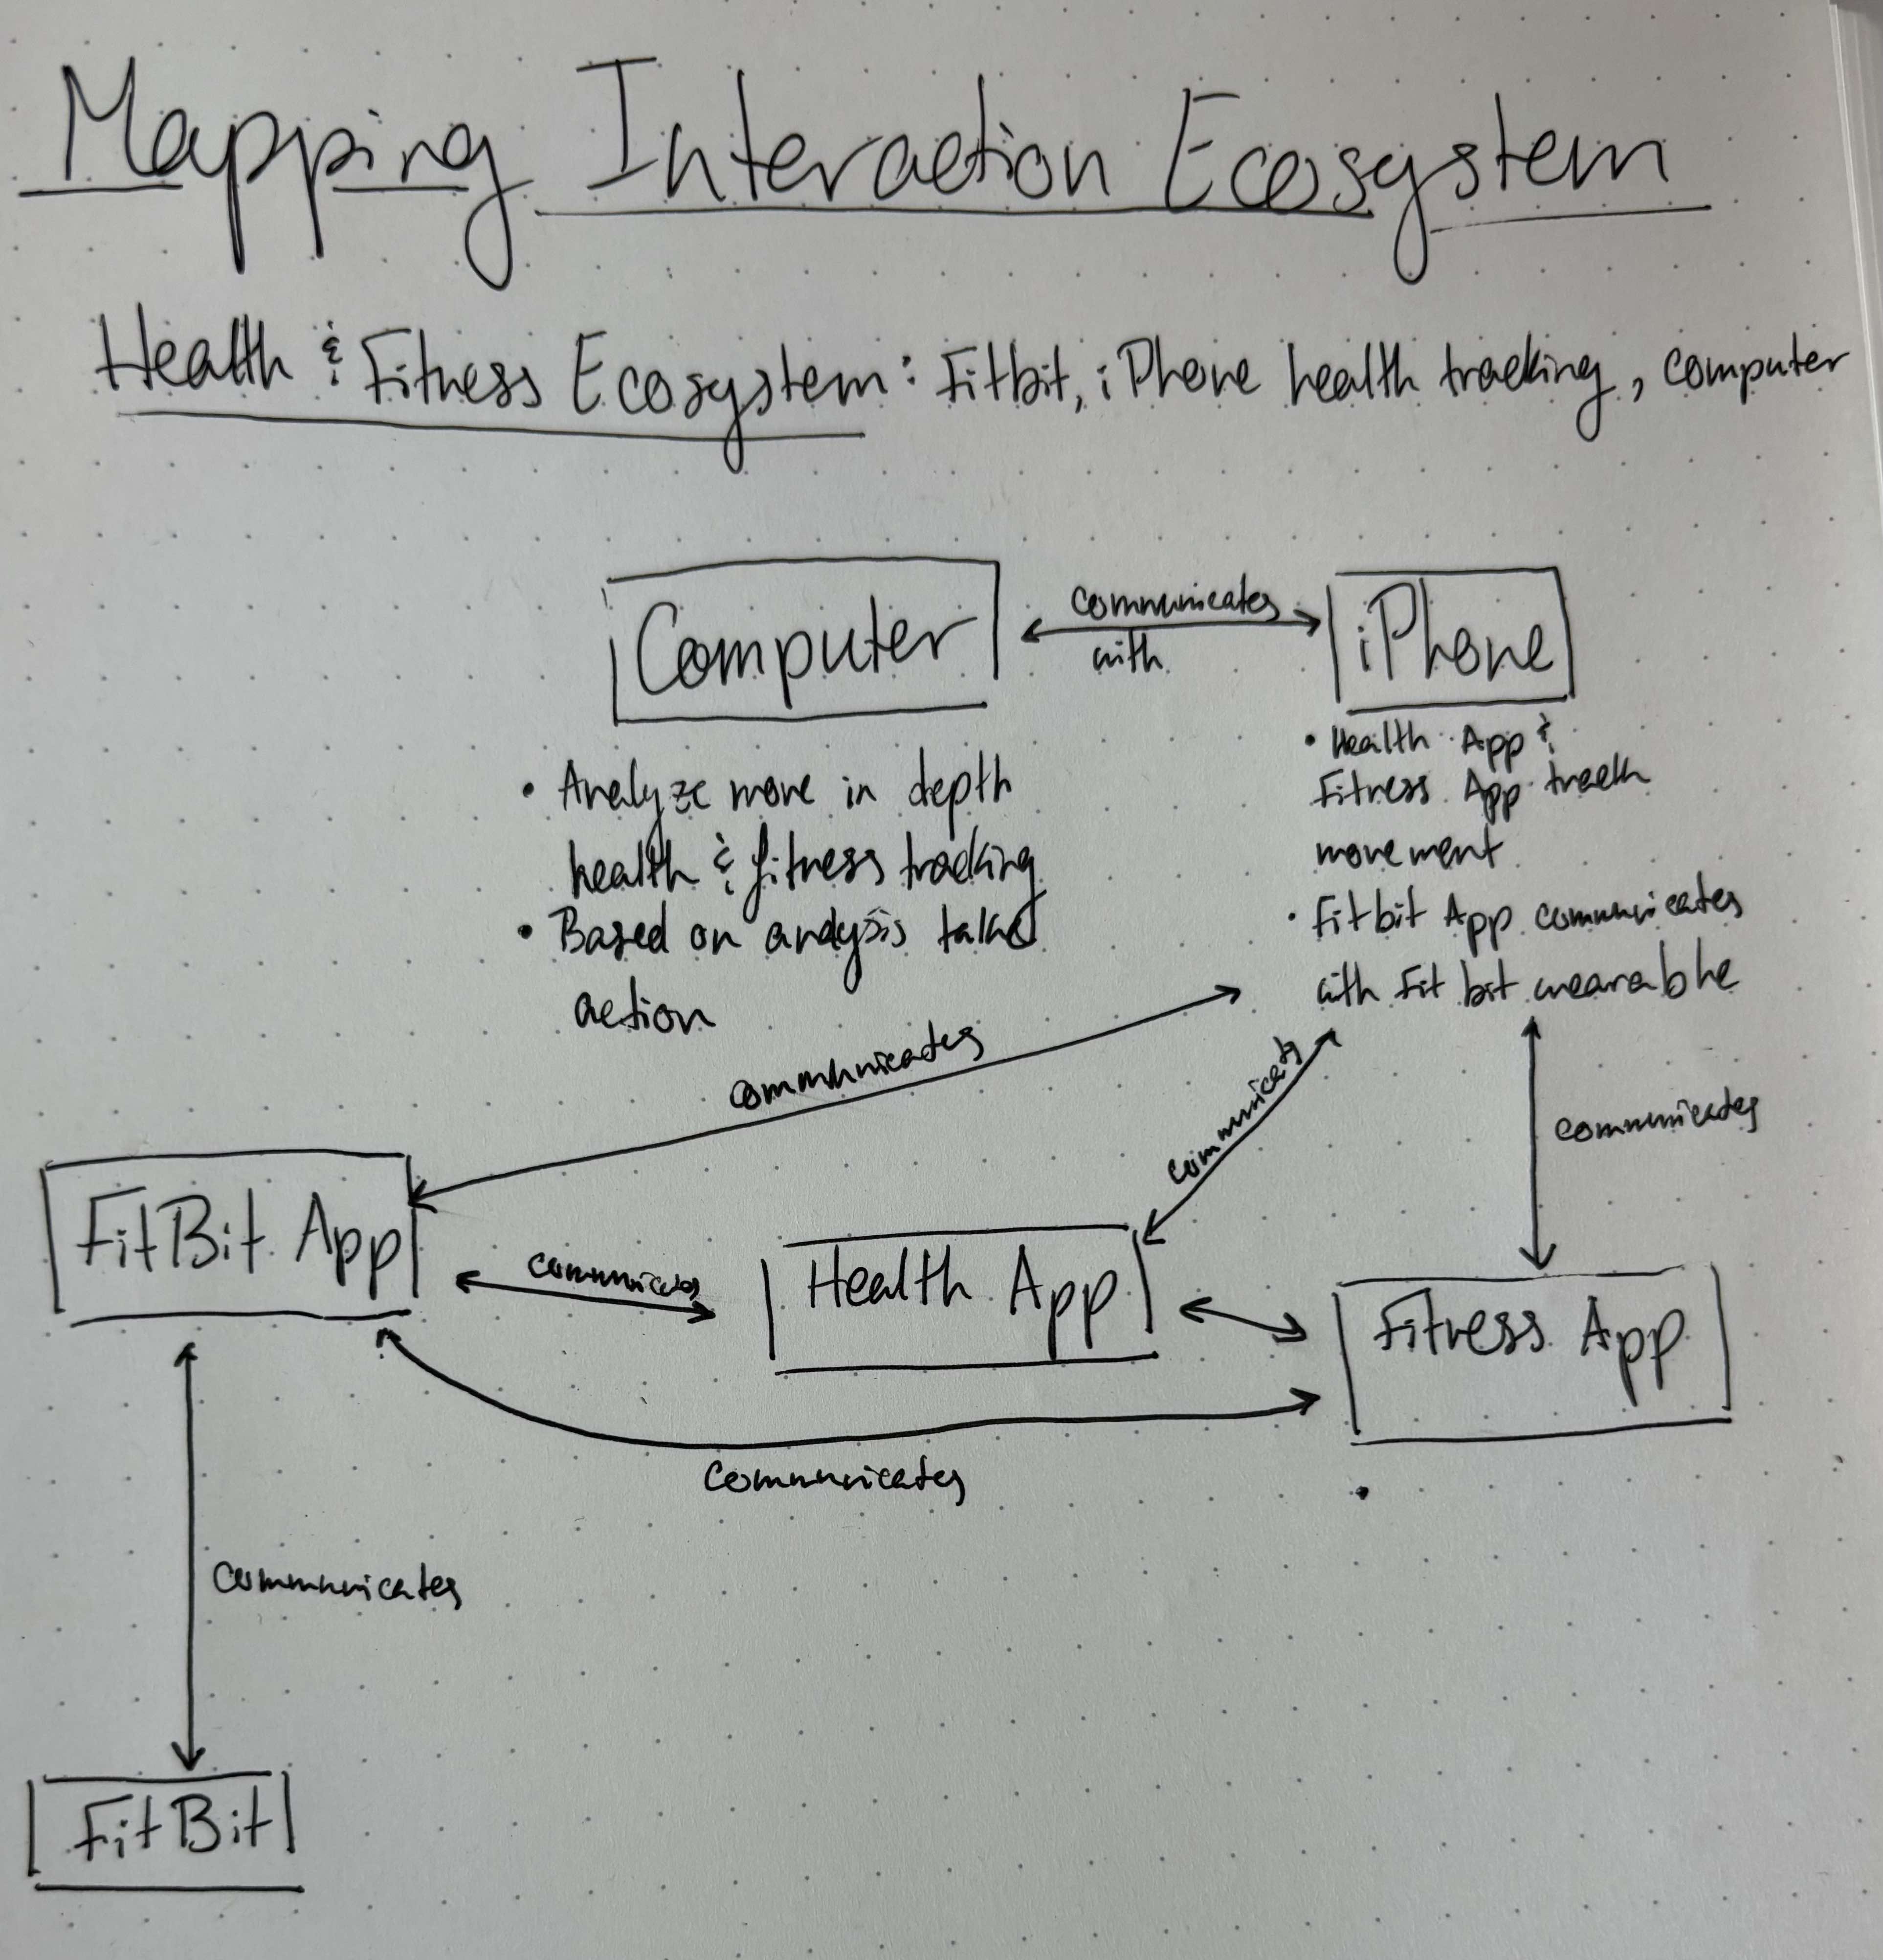 Mapping Interaction Ecosystem
Health & Fitness Ecosystem: Fitbit, iPhone health tracking, computer
Computer
communicates
with
iPhone
• Analyze more in depth
health & fitness tracking
• Based on analysis take
action
• Health App &
Fitness App track
movement
• Fitbit App communicates
with Fit bit wearable
communicates
communicates
communicates
FitBit App
communicates
Health App
Fitness App
communicates
communicates
FitBit